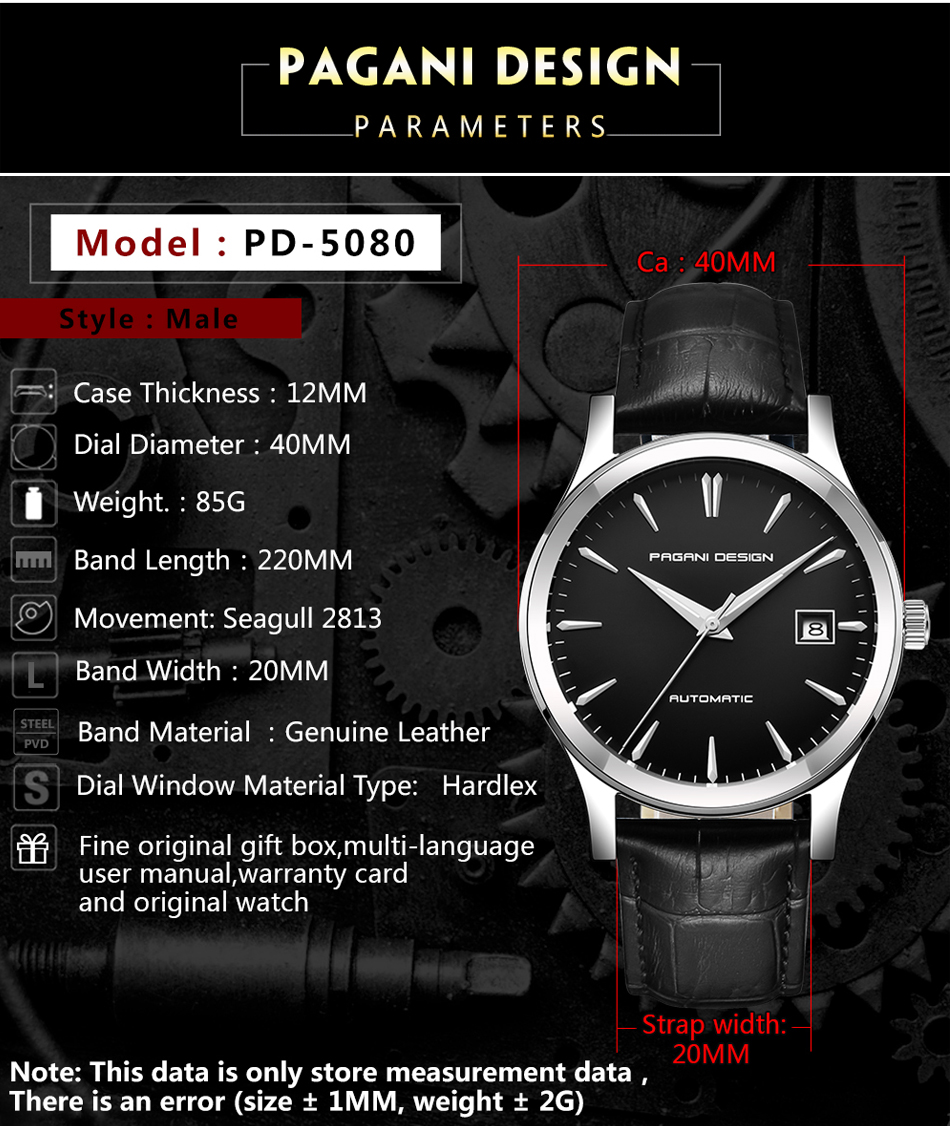 PAGANI DESIGN
PARAMETERS
Model : PD-5080
Style : Male
Ca : 40MM
Case Thickness : 12MM
Dial Diameter : 40MM
Weight. : 85G
Band Length : 220MM
Movement: Seagull 2813
L
Band Width : 20MM
STEEL
PVD
Band Material : Genuine Leather
S
Dial Window Material Type: Hardlex
Fine original gift box,multi-language
user manual,warranty card
and original watch
PAGANI DESIGN
8
AUTOMATIC
Strap width:
20MM
Note: This data is only store measurement data ,
There is an error (size ± 1MM, weight ± 2G)